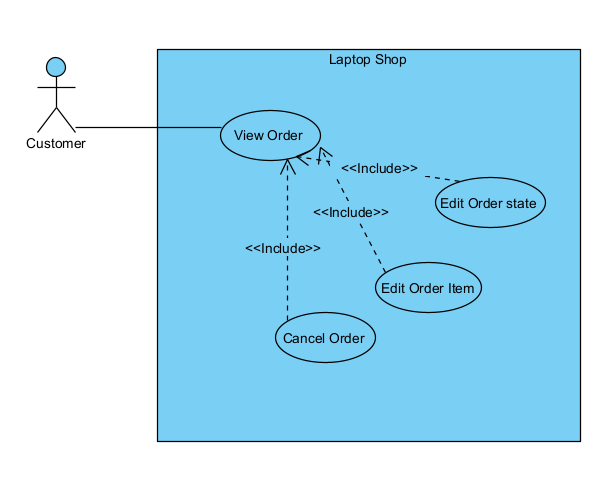 Laptop Shop
Customer
View Order
<<Include>>
Edit Order state
<<Include>>
<<Include>>
Edit Order Item
Cancel Order